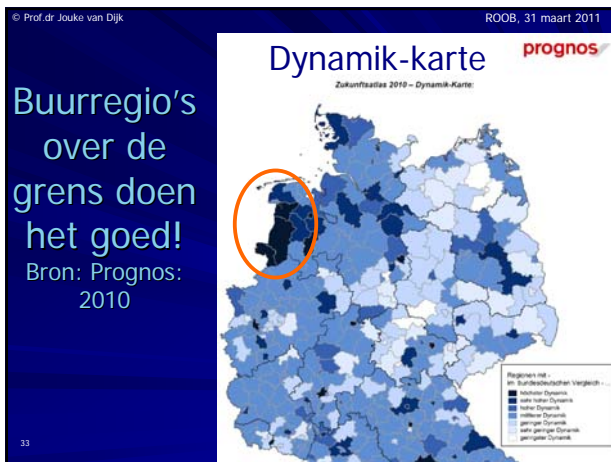 © Prof.dr Jouke van Dijk
ROOB, 31 maart 2011
Buurregio's
over de
grens doen
het goed!
Bron: Prognos:
2010
Dynamik-karte
prognos
Zukunftsatlas 2010 – Dynamik-Karte:
Regionen mit -
im bundesdeutschen Vergleich - ...
höchster Dynamik
sehr hoher Dynamik
hoher Dynamik
mittlerer Dynamik
geringer Dynamik
sehr geringer Dynamik
geringster Dynamik
33